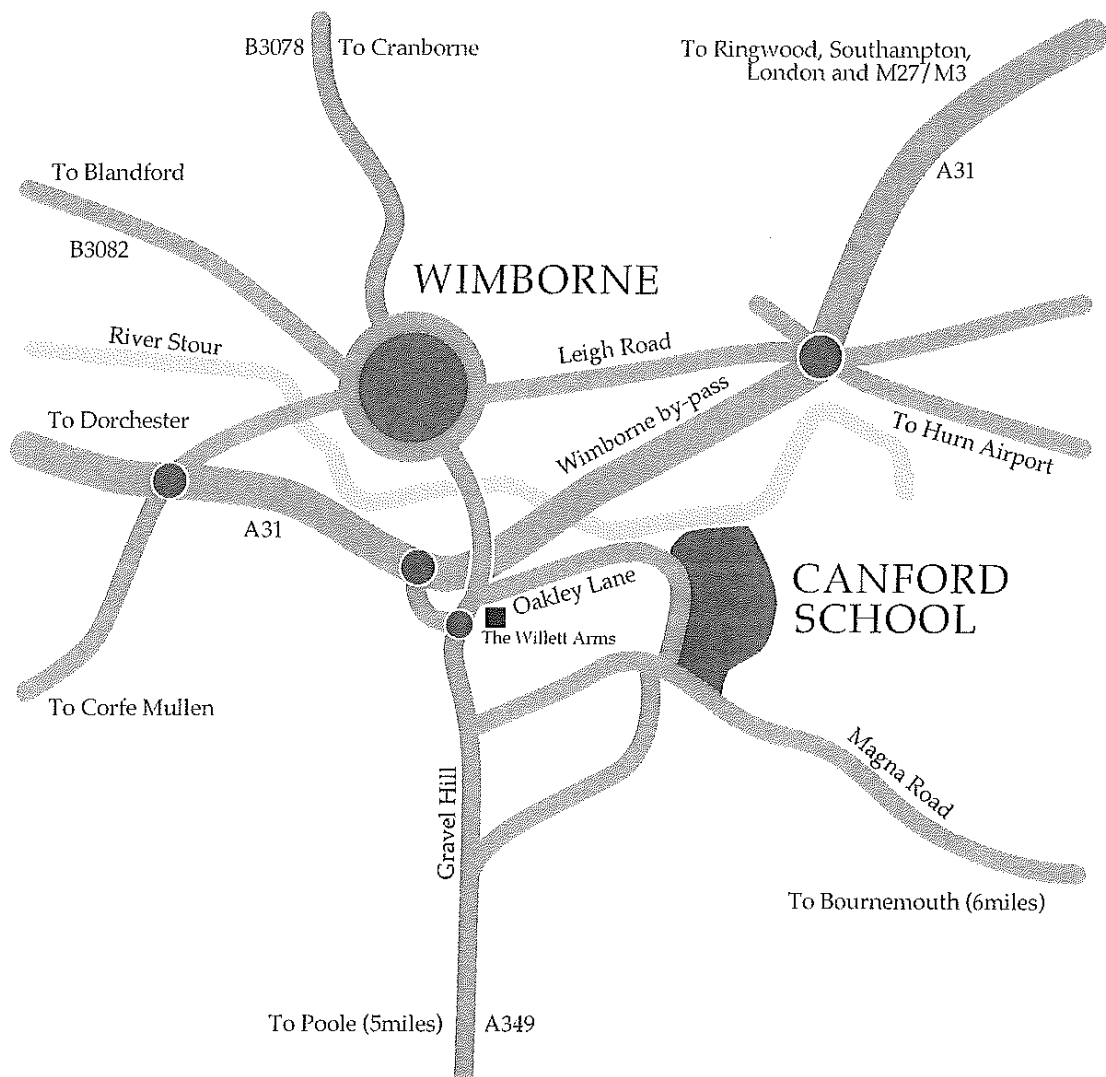 B3078
To Cranborne
To Ringwood, Southampton,
London and M27/M3
To Blandford
A31
B3082
WIMBORNE
River Stour
Leigh Road
Wimborne by-pass
To Dorchester
To Hurn Airport
A31
CANFORD
SCHOOL
Oakley Lane
The Willett Arms
To Corfe Mullen
Magna Road
Gravel Hill
To Bournemouth (6miles)
To Poole (5miles)
A349